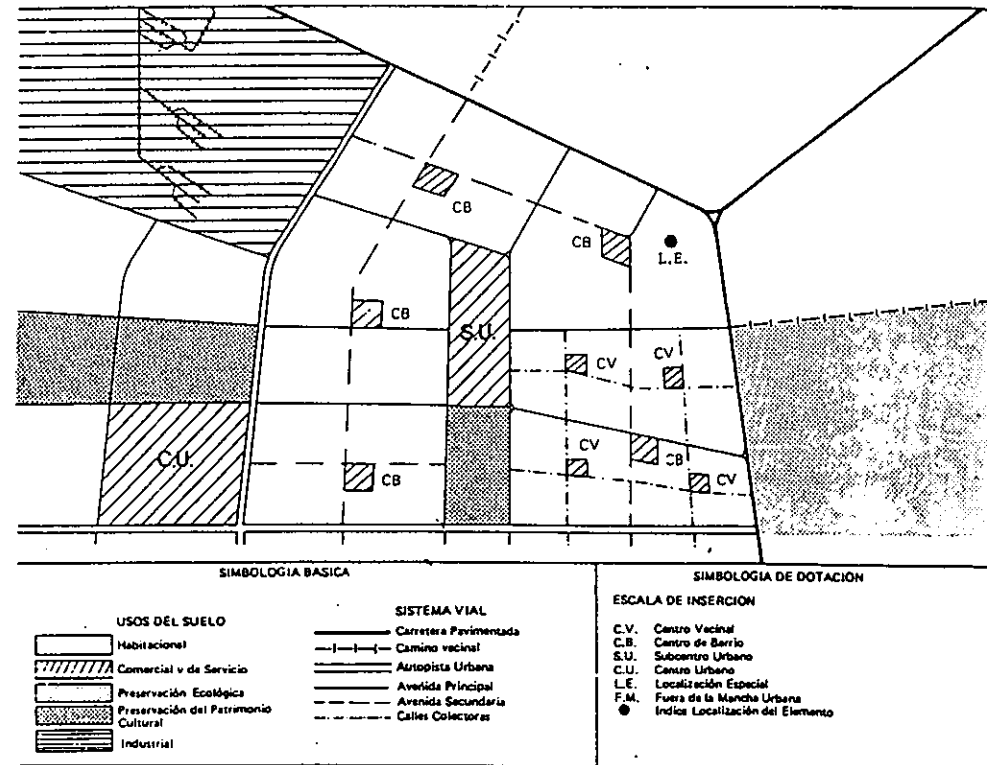 CB
CB
L.E.
CB
S.U.
CV
CV
C.U.
CV
CB
CB
CV
SIMBOLOGIA BASICA
USOS DEL SUELO
Habitacional
Comercial y de Servicio
Preservación Ecológica
Preservación del Patrimonio
Cultural
Industrial
SISTEMA VIAL
Carretera Pavimentada
Camino vecinal
Autopista Urbana
Avenida Principal
Avenida Secundaria
Calles Colectoras
SIMBOLOGIA DE DOTACION
ESCALA DE INSERCION
C.V. Centro Vecinal
C.B. Centro de Barrio
S.U. Subcentro Urbano
C.U. Centro Urbano
L.E. Localización Especial
F.M. Fuera de la Mancha Urbana
Indice Localización del Elemento